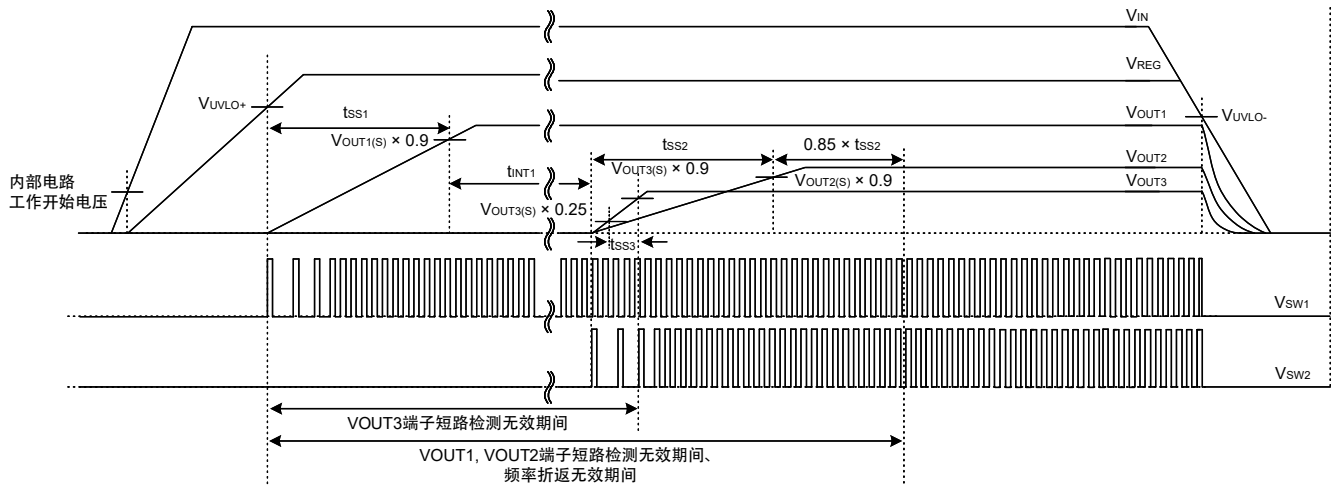 VIN
VREG
VUVLO+
tSS1
VOUT1
VUVLO-
VOUT1(S) × 0.9
tSS2
0.85 × tSS2
VOUT2
VOUT3(S) × 0.9
VOUT2(S) × 0.9
VOUT3
内部电路
工作开始电压
tINT1
VOUT3(S) × 0.25
tSS3
VSW1
VSW2
VOUT3端子短路检测无效期间
VOUT1, VOUT2端子短路检测无效期间、
频率折返无效期间